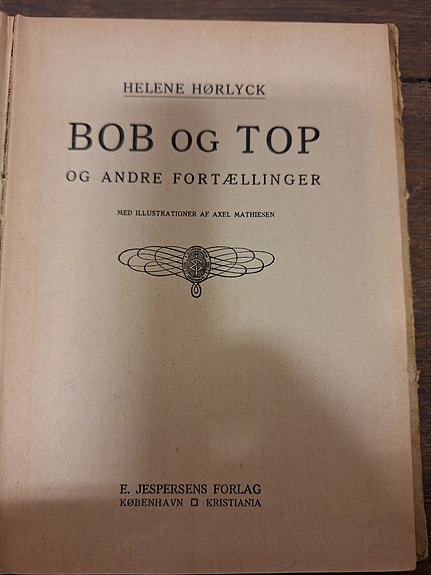 HELENE HØRLYCK
BOB OG TOP
OG ANDRE FORTÆLLINGER
MED ILLUSTRATIONER AF AXEL MATHIESEN
E. JESPERSENS FORLAG
KØBENHAVN □ KRISTIANIA